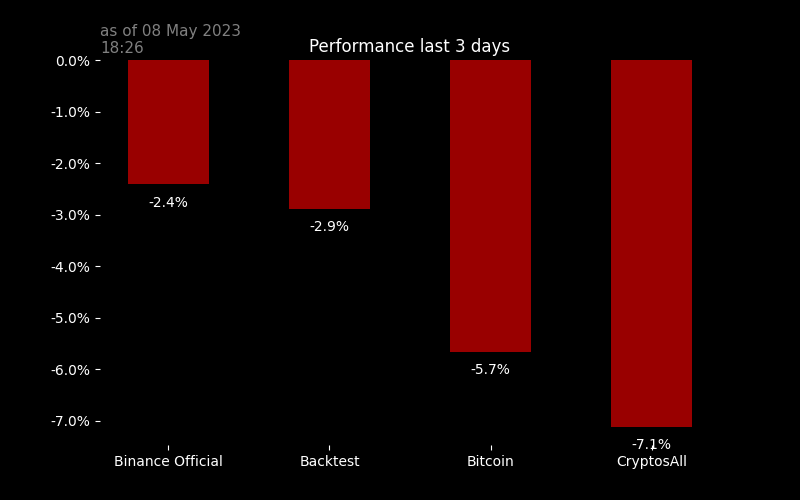 as of 08 May 2023
18:26
Performance last 3 days
0.0%
-1.0%
-2.0%
-3.0%
-4.0%
-5.0%
-6.0%
-7.0%
-2.4%
-2.9%
-5.7%
-7.1%
Binance Official
Backtest
Bitcoin
CryptosAll